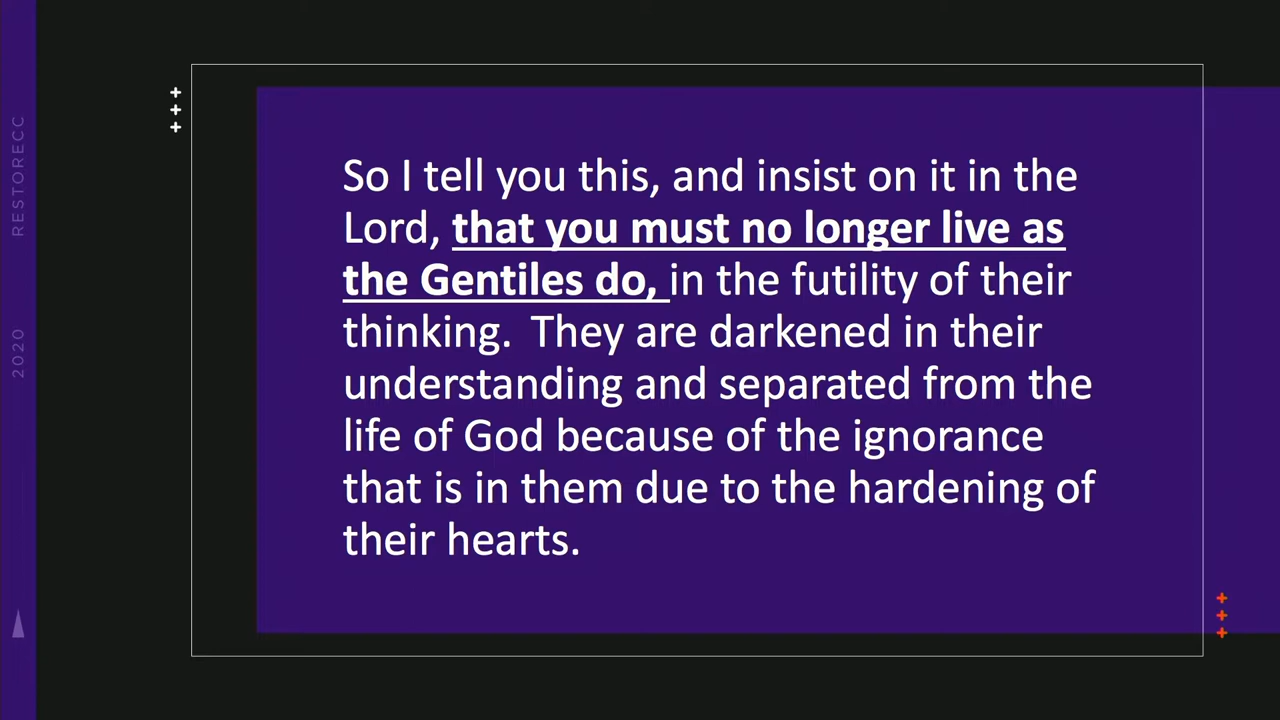 RESTORECC
2020
So I tell you this, and insist on it in the
Lord, that you must no longer live as
the Gentiles do, in the futility of their
thinking.  They are darkened in their
understanding and separated from the
life of God because of the ignorance
that is in them due to the hardening of
their hearts.